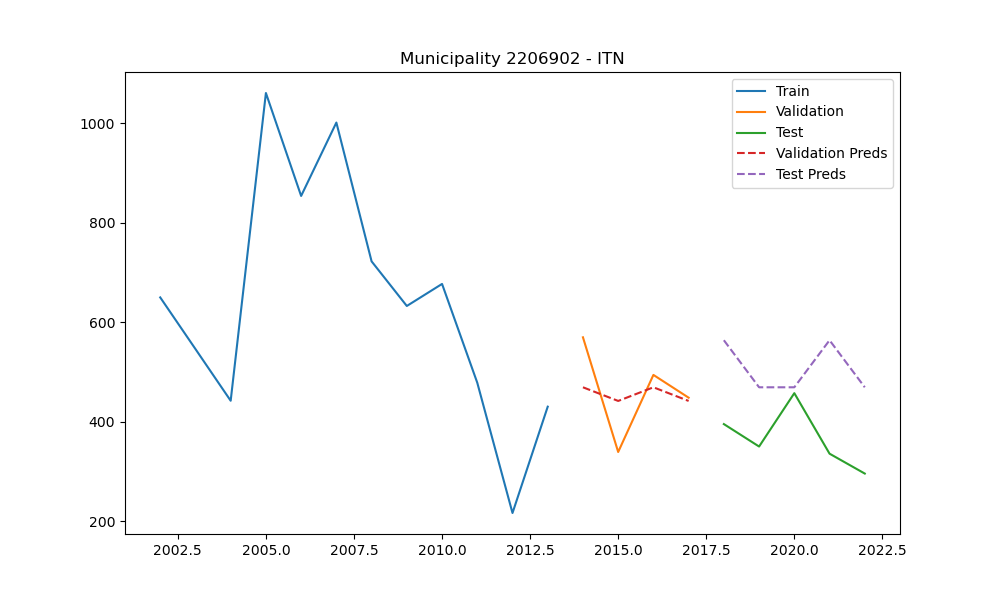 Municipality 2206902 - ITN
Train
Validation
Test
Validation Preds
Test Preds
1000
800
600
400
200
2002.5 2005.0 2007.5 2010.0 2012.5 2015.0 2017.5 2020.0 2022.5